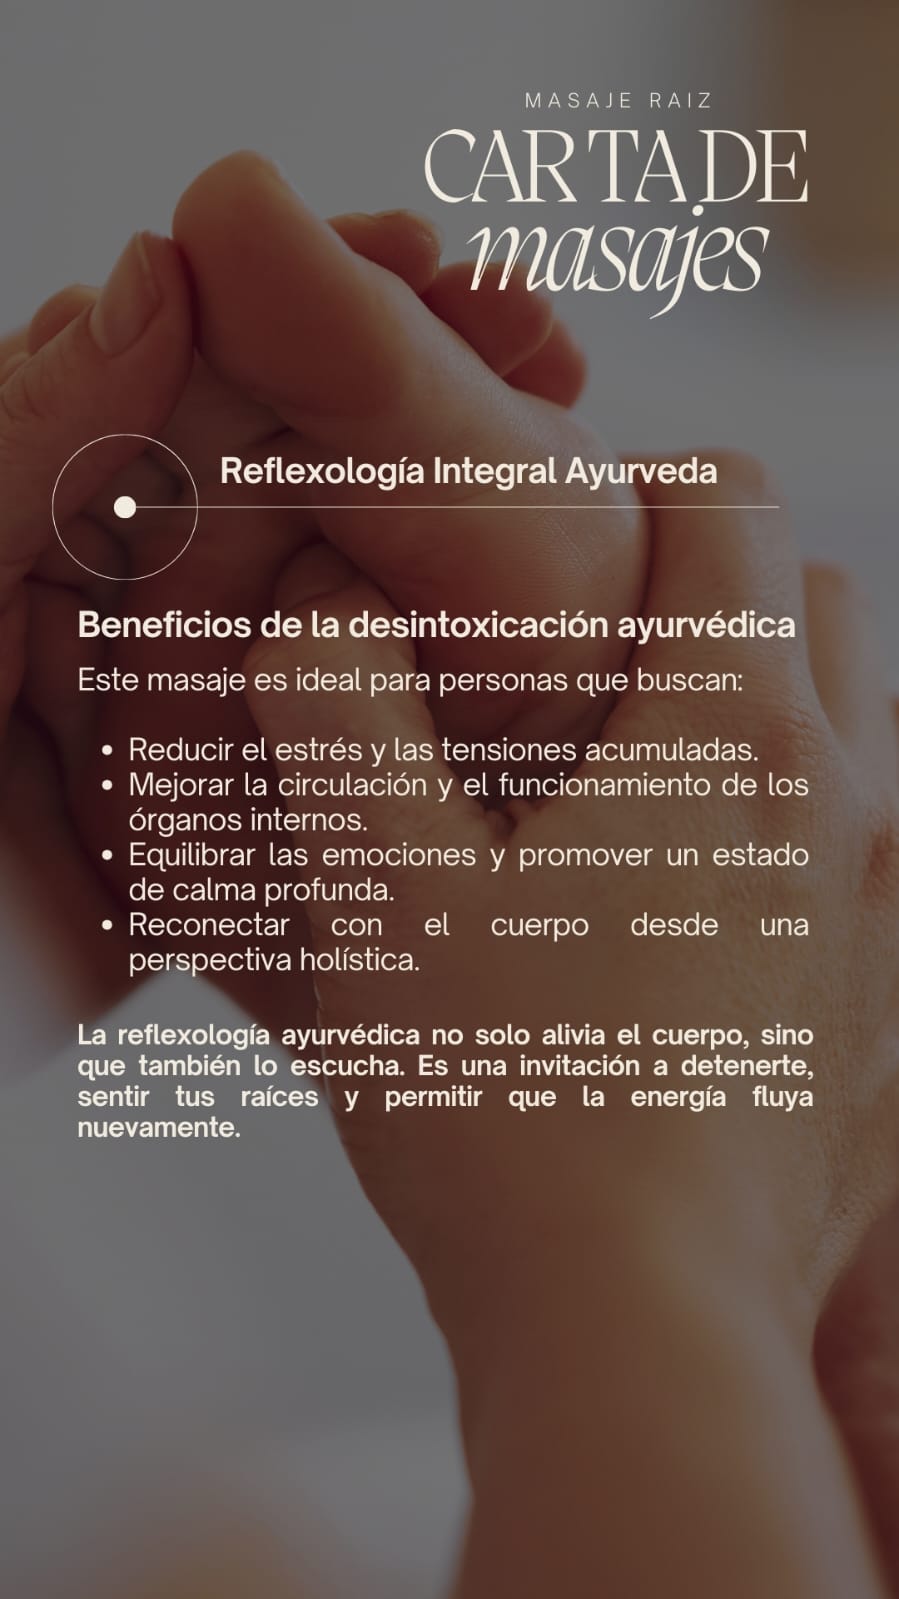 MASAJE RAIZ
CARTA DE
masajes
Reflexología Integral Ayurveda
Beneficios de la desintoxicación ayurvédica
Este masaje es ideal para personas que buscan:
• Reducir el estrés y las tensiones acumuladas.
• Mejorar la circulación y el funcionamiento de los
órganos internos.
• Equilibrar las emociones y promover un estado
de calma profunda.
• Reconectar con el cuerpo desde una
perspectiva holística.
La reflexología ayurvédica no solo alivia el cuerpo, sino
que también lo escucha. Es una invitación a detenerte,
sentir tus raíces y permitir que la energía fluya
nuevamente.